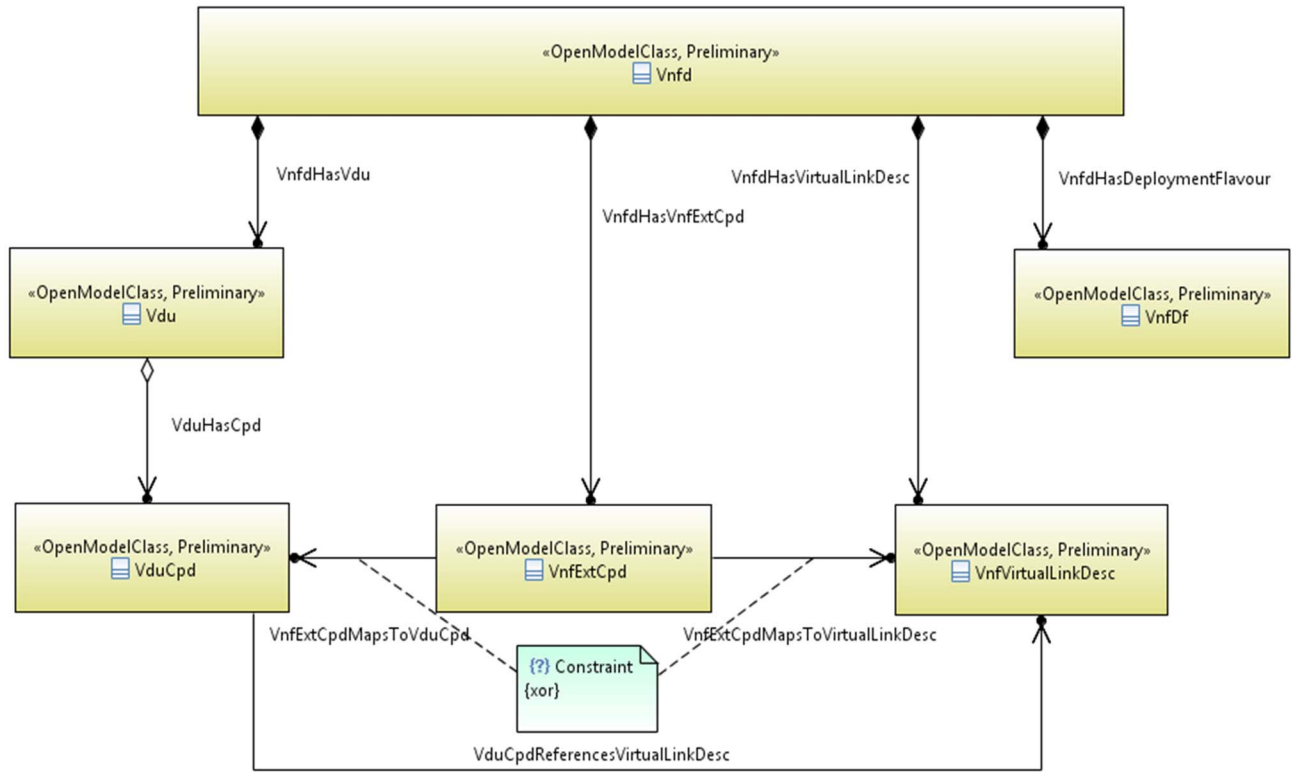 «OpenModelClass, Preliminary»
Vnfd
VnfdHasVdu
VnfdHasVirtualLinkDesc
VnfdHasDeploymentFlavour
VnfdHasVnfExtCpd
«OpenModelClass, Preliminary»
Vdu
«OpenModelClass, Preliminary»
VnfDf
VduHasCpd
«OpenModelClass, Preliminary»
VduCpd
«OpenModelClass, Preliminary»
VnfExtCpd
«OpenModelClass, Preliminary»
VnfVirtualLinkDesc
VnfExtCpdMapsToVduCpd
VnfExtCpdMapsToVirtualLinkDesc
{?} Constraint
{xor}
VduCpdReferencesVirtualLinkDesc